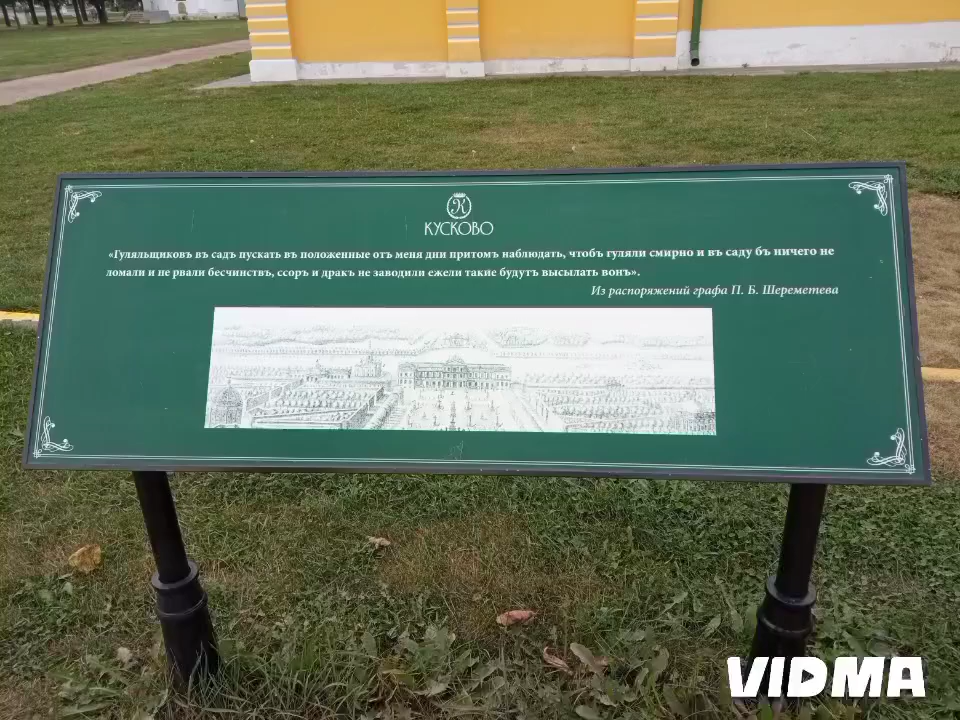 К
КУСКОВО
«Гуляльщиковъ въ садъ пускать въ положенные отъ меня дни притомъ наблюдать, чтобъ гуляли смирно и въ саду бъ ничего не
ломали и не рвали бесчинствъ, ссоръ и дракъ не заводили ежели такие будутъ высылать вонъ».
Из распоряжений графа П. Б. Шереметева
VIDMA